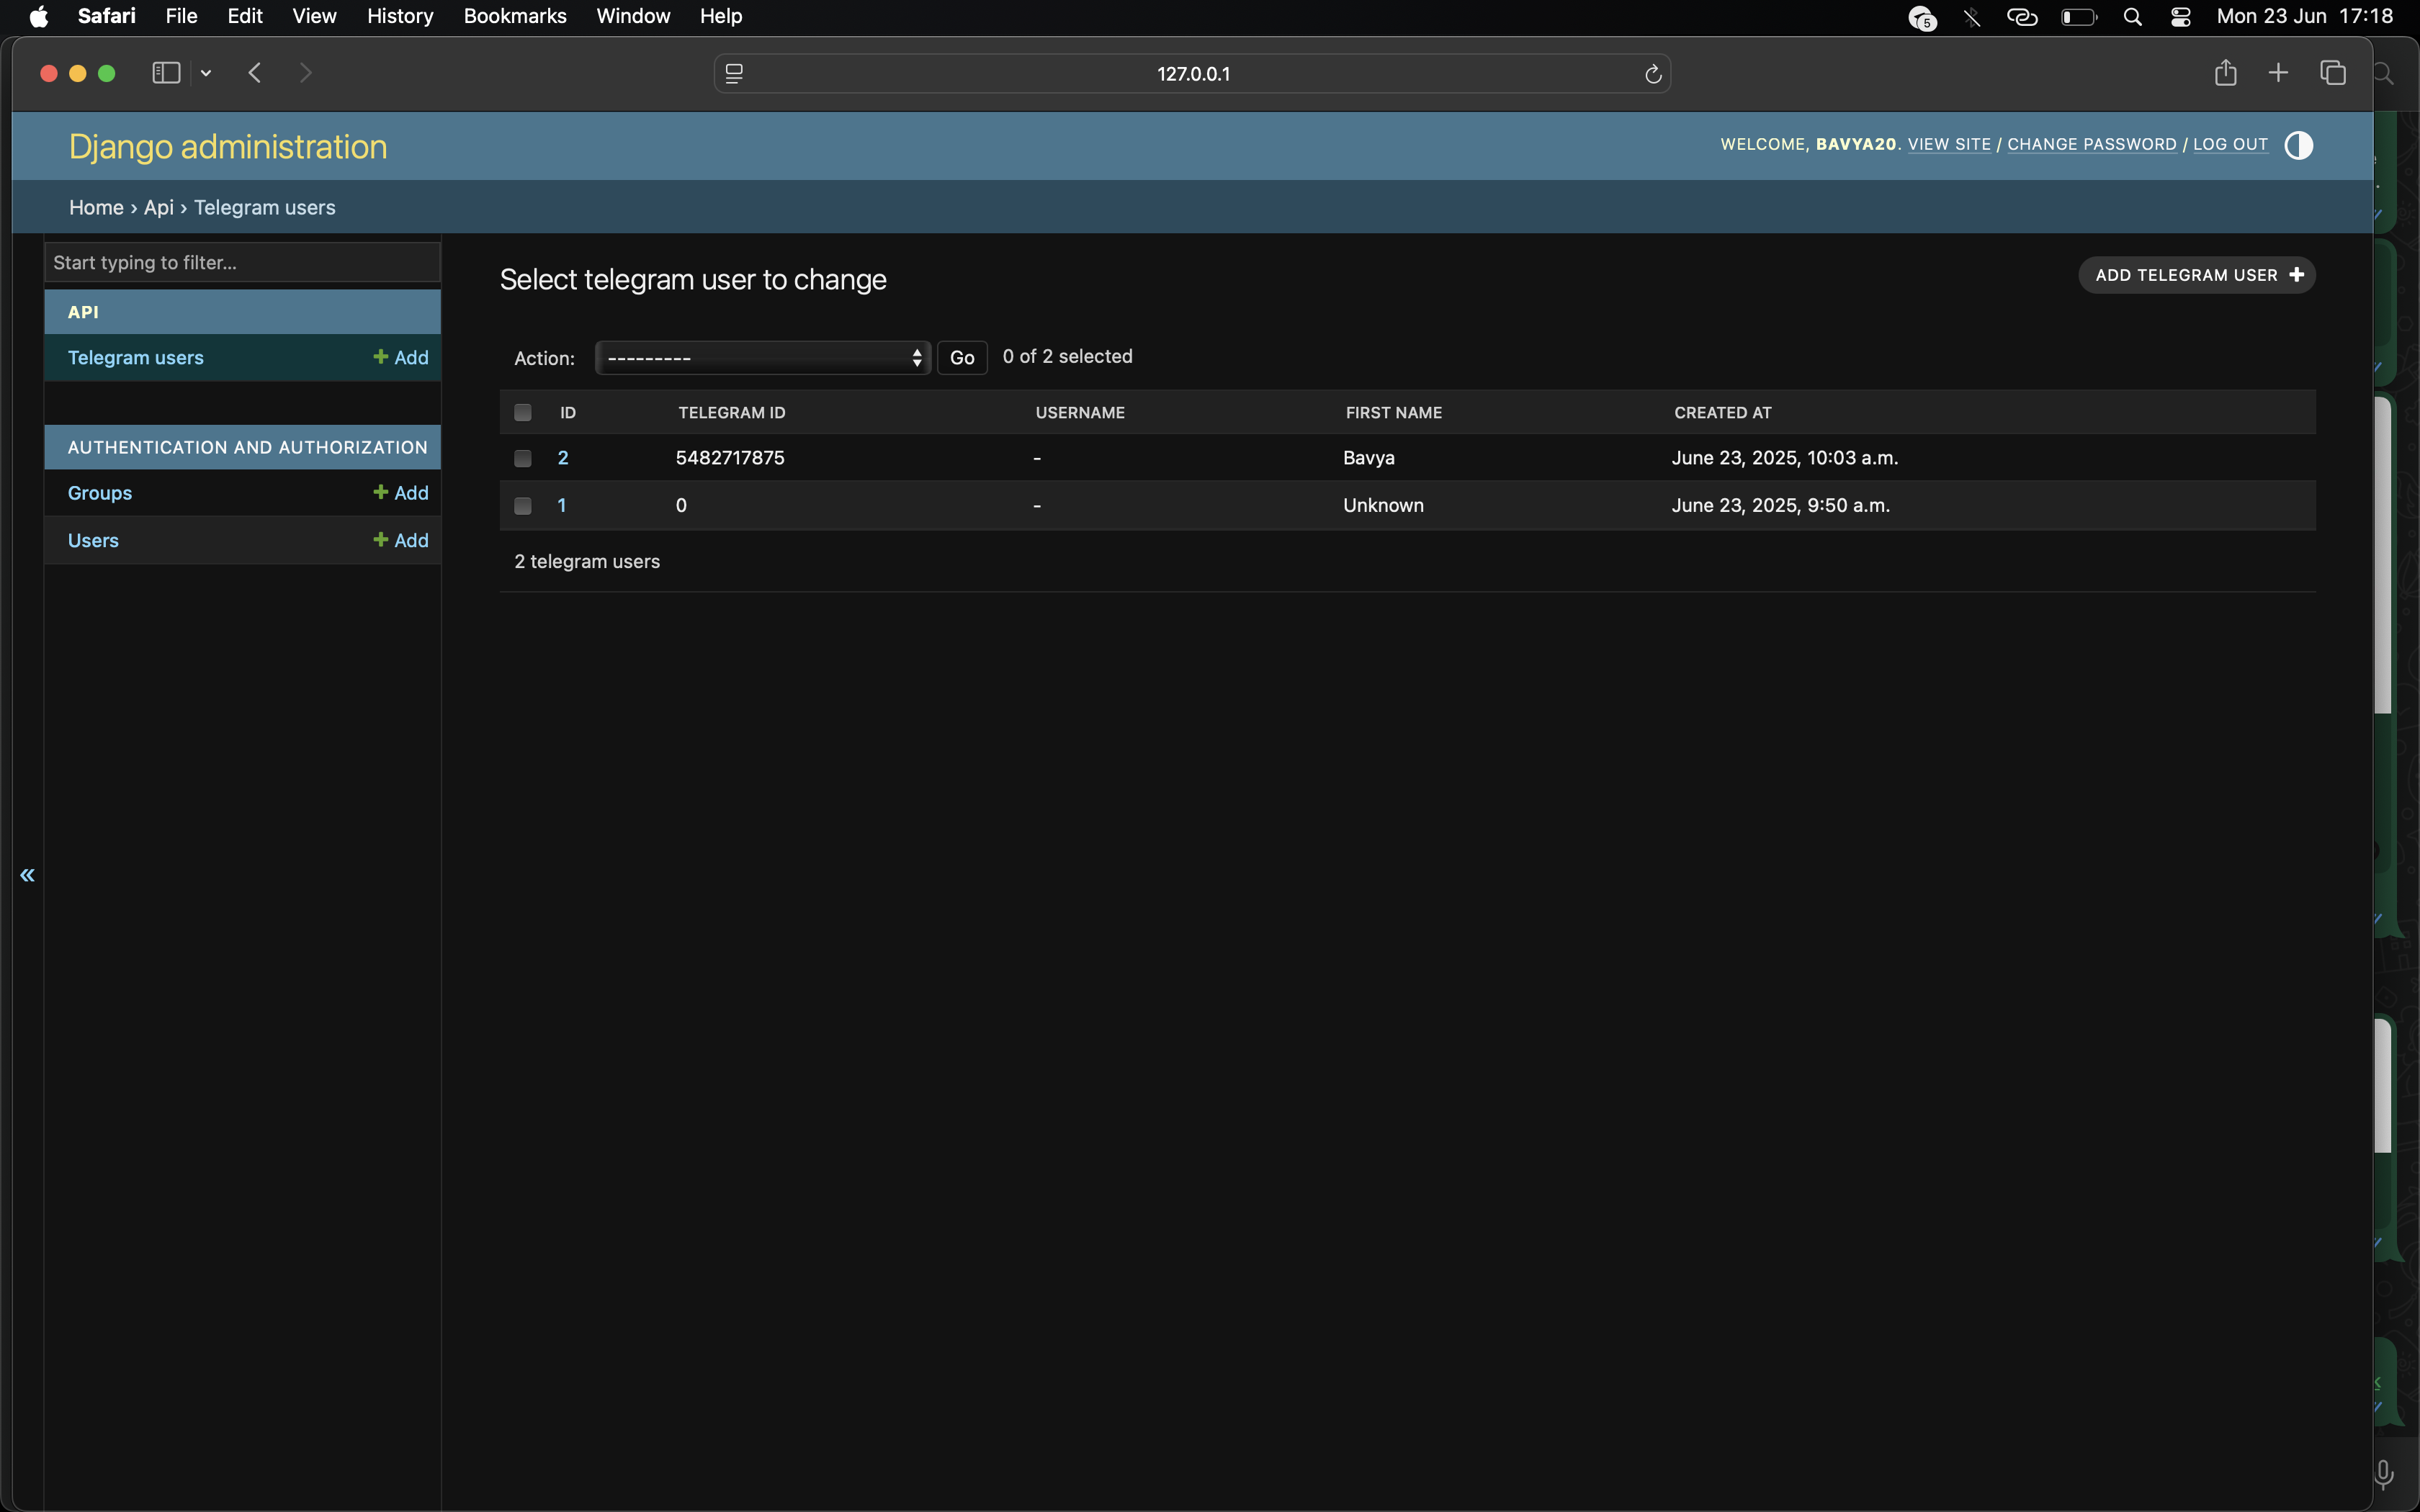 Safari File Edit View History Bookmarks Window Help 5 Mon 23 Jun 17:18
127.0.0.1
Django administration
WELCOME, BAVYA20. VIEW SITE / CHANGE PASSWORD / LOG OUT
Home › Api › Telegram users
Start typing to filter...
API
Telegram users + Add
AUTHENTICATION AND AUTHORIZATION
Groups + Add
Users + Add
«
Select telegram user to change
ADD TELEGRAM USER +
Action: --------- Go 0 of 2 selected
ID TELEGRAM ID USERNAME FIRST NAME CREATED AT
2 5482717875 - Bavya June 23, 2025, 10:03 a.m.
1 0 - Unknown June 23, 2025, 9:50 a.m.
2 telegram users